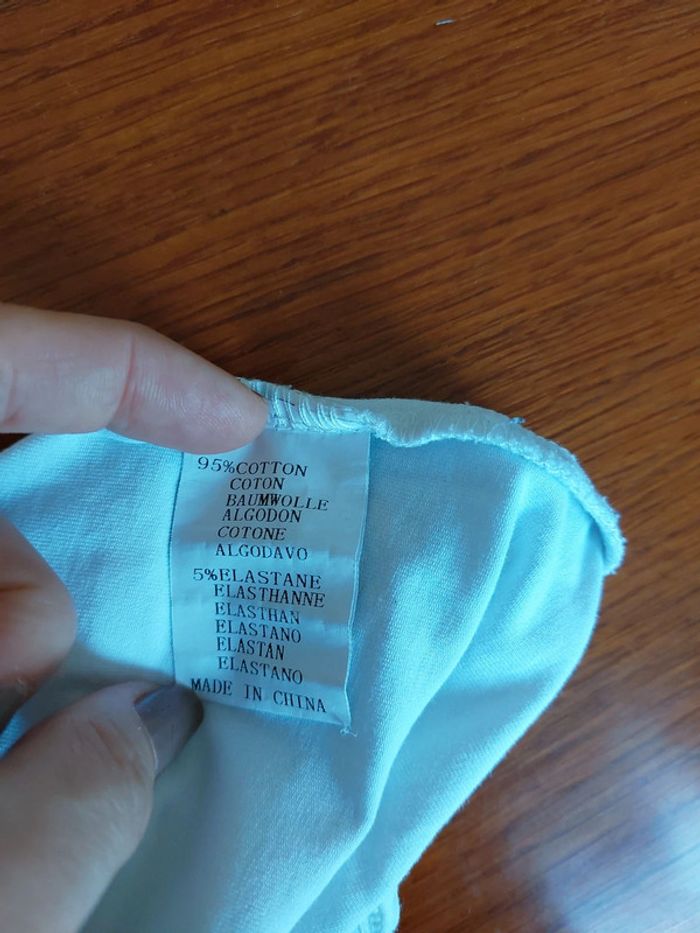 95%COTTON
COTON
BAUMWOLLE
ALGODON
COTONE
ALGODAVO
5%ELASTANE
ELASTHANNE
ELASTHAN
ELASTANO
ELASTAN
ELASTANO
MADE IN CHINA